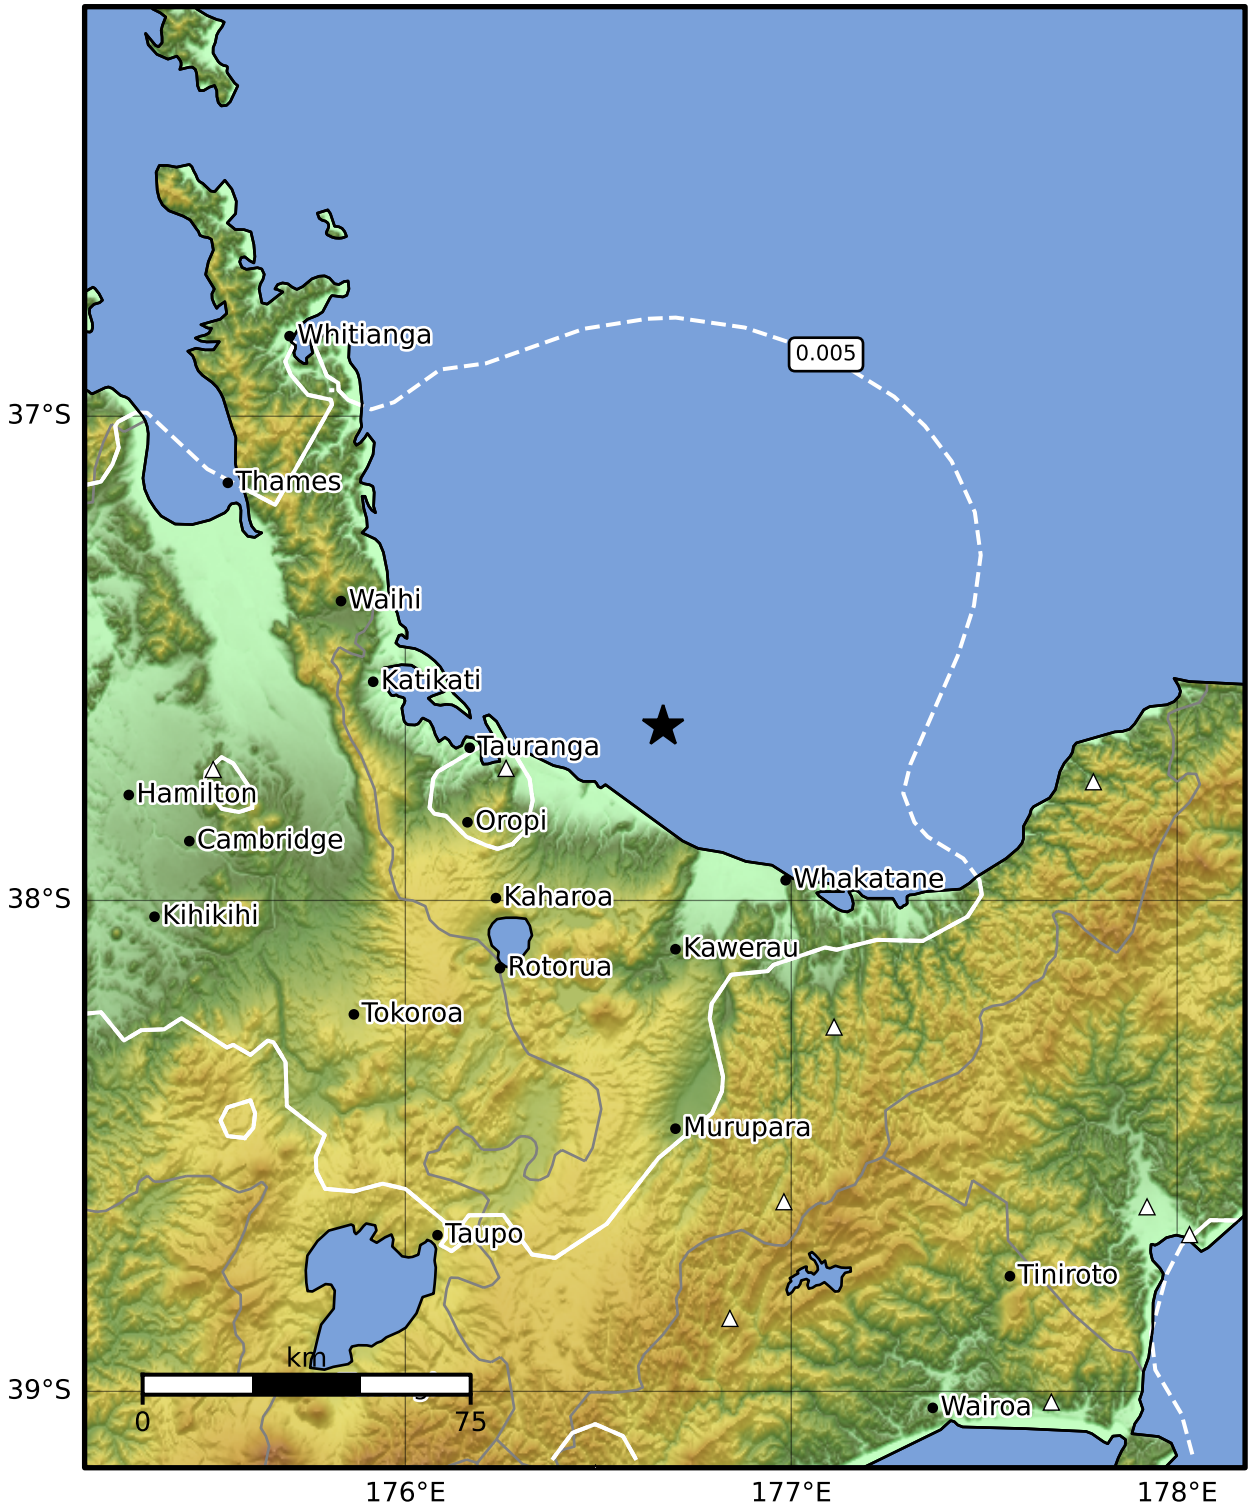 Whitianga
0.005
37°S
Thames
Waihi
Katikati
Tauranga
Hamilton
Oropi
Cambridge
Whakatane
Kaharoa
38°S
Kihikihi
Kawerau
Rotorua
Tokoroa
Murupara
Taupo
Tiniroto
km
39°S
Wairoa
0 75
176°E 177°E 178°E